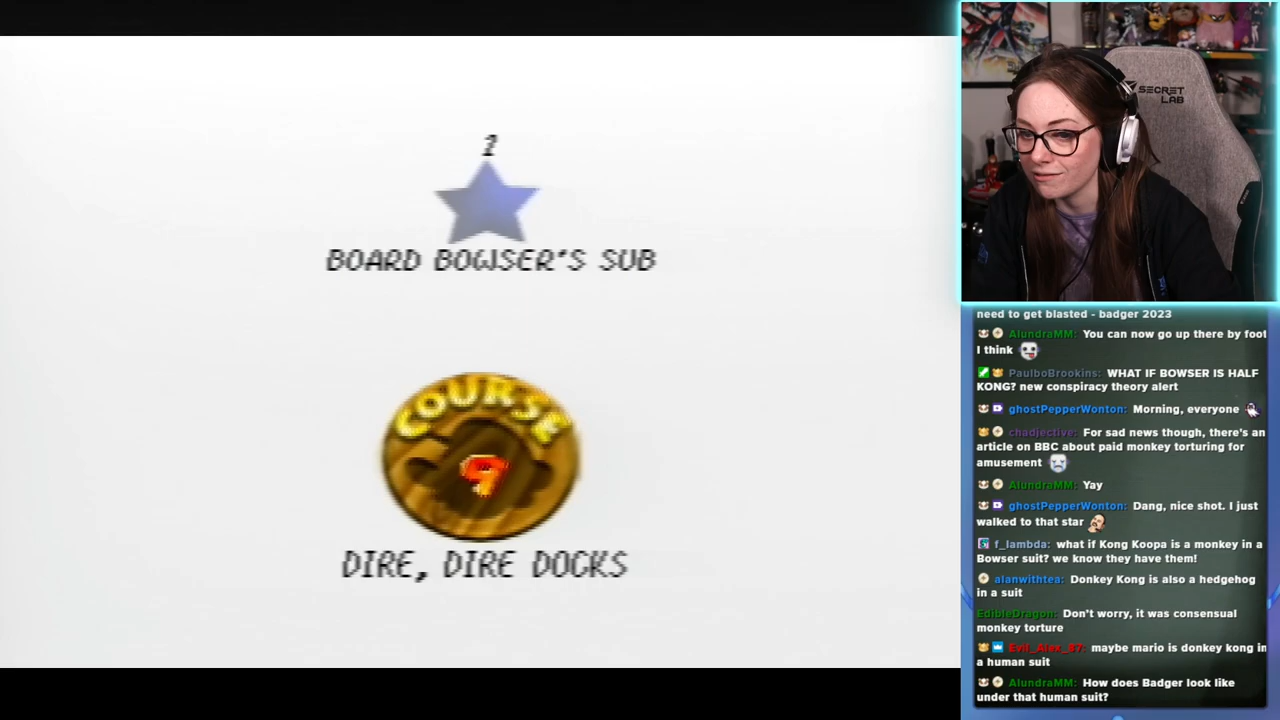 2
BOARD BOWSER'S SUB
COURSE
9
DIRE, DIRE DOCKS
SECRET
LAB
need to get blasted - badger 2023
AlundraMM: You can now go up there by foot
I think
PaulboBrookins: WHAT IF BOWSER IS HALF
KONG? new conspiracy theory alert
ghostPepperWonton: Morning, everyone
chadjective: For sad news though, there's an
article on BBC about paid monkey torturing for
amusement
AlundraMM: Yay
ghostPepperWonton: Dang, nice shot. I just
walked to that star
f_lambda: what if Kong Koopa is a monkey in a
Bowser suit? we know they have them!
alanwithtea: Donkey Kong is also a hedgehog
in a suit
EdibleDragon: Don't worry, it was consensual
monkey torture
Evil_Alex_87: maybe mario is donkey kong in
a human suit
AlundraMM: How does Badger look like
under that human suit?